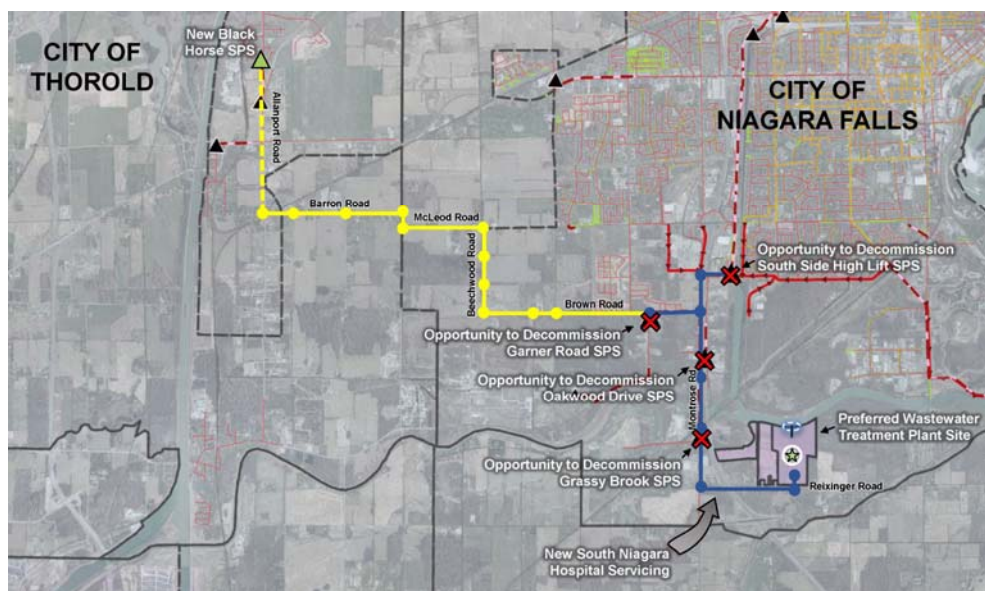 CITY OF
THOROLD
New Black
Horse SPS
Allanport Road
CITY OF
NIAGARA FALLS
Barron Road
McLeod Road
Beechwood Road
Opportunity to Decommission
South Side High Lift SPS
Brown Road
Opportunity to Decommission
Garner Road SPS
Opportunity to Decommission
Oakwood Drive SPS
Montrose Rd
Preferred Wastewater
Treatment Plant Site
Opportunity to Decommission
Grassy Brook SPS
Reixinger Road
New South Niagara
Hospital Servicing